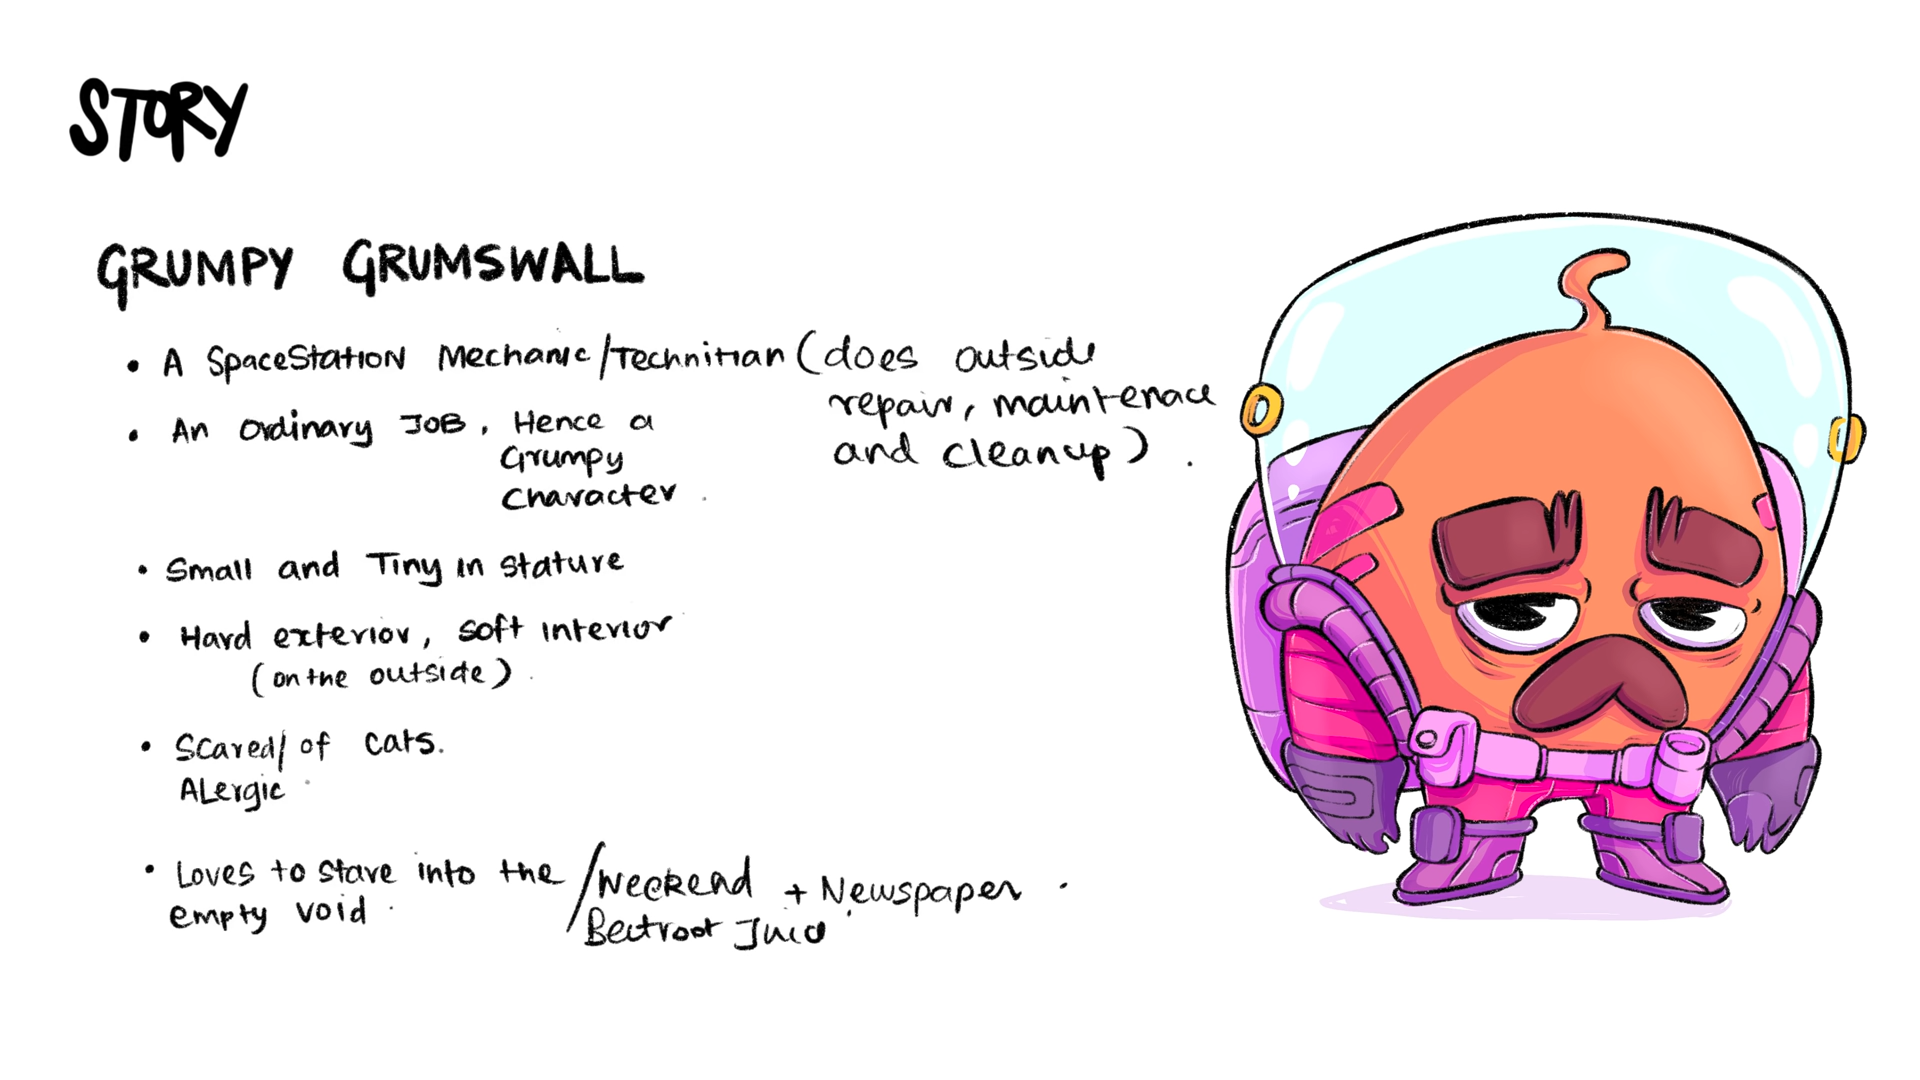 STORY
GRUMPY GRUMSWALL
• A SpaceStation Mechanic/Technitian (does outside
repair, maintenace
and cleanup).
• An Ordinary JOB, Hence a
Grumpy
Character.
• Small and Tiny in stature
• Hard exterior, soft interior
(on the outside).
• Scared/ of cats.
ALergic
• Loves to stare into the /Weekend + Newspaper.
empty void. Beetroot Juice